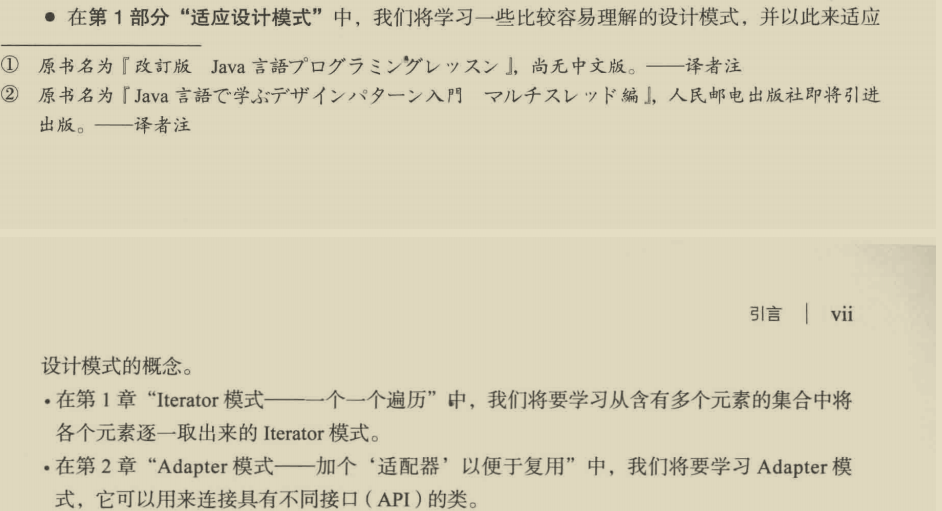 ● 在第 1 部分“适应设计模式”中，我们将学习一些比较容易理解的设计模式，并以此来适应
① 原书名为『改訂版　Java 言語プログラミングレッスン』，尚无中文版。——译者注
② 原书名为『Java 言語で学ぶデザインパターン入門　マルチスレッド編』，人民邮电出版社即将引进
出版。——译者注
引言 ｜ vii
设计模式的概念。
• 在第 1 章“Iterator 模式——一个一个遍历”中，我们将要学习从含有多个元素的集合中将
各个元素逐一取出来的 Iterator 模式。
• 在第 2 章“Adapter 模式——加个‘适配器’以便于复用”中，我们将要学习 Adapter 模
式，它可以用来连接具有不同接口（API）的类。